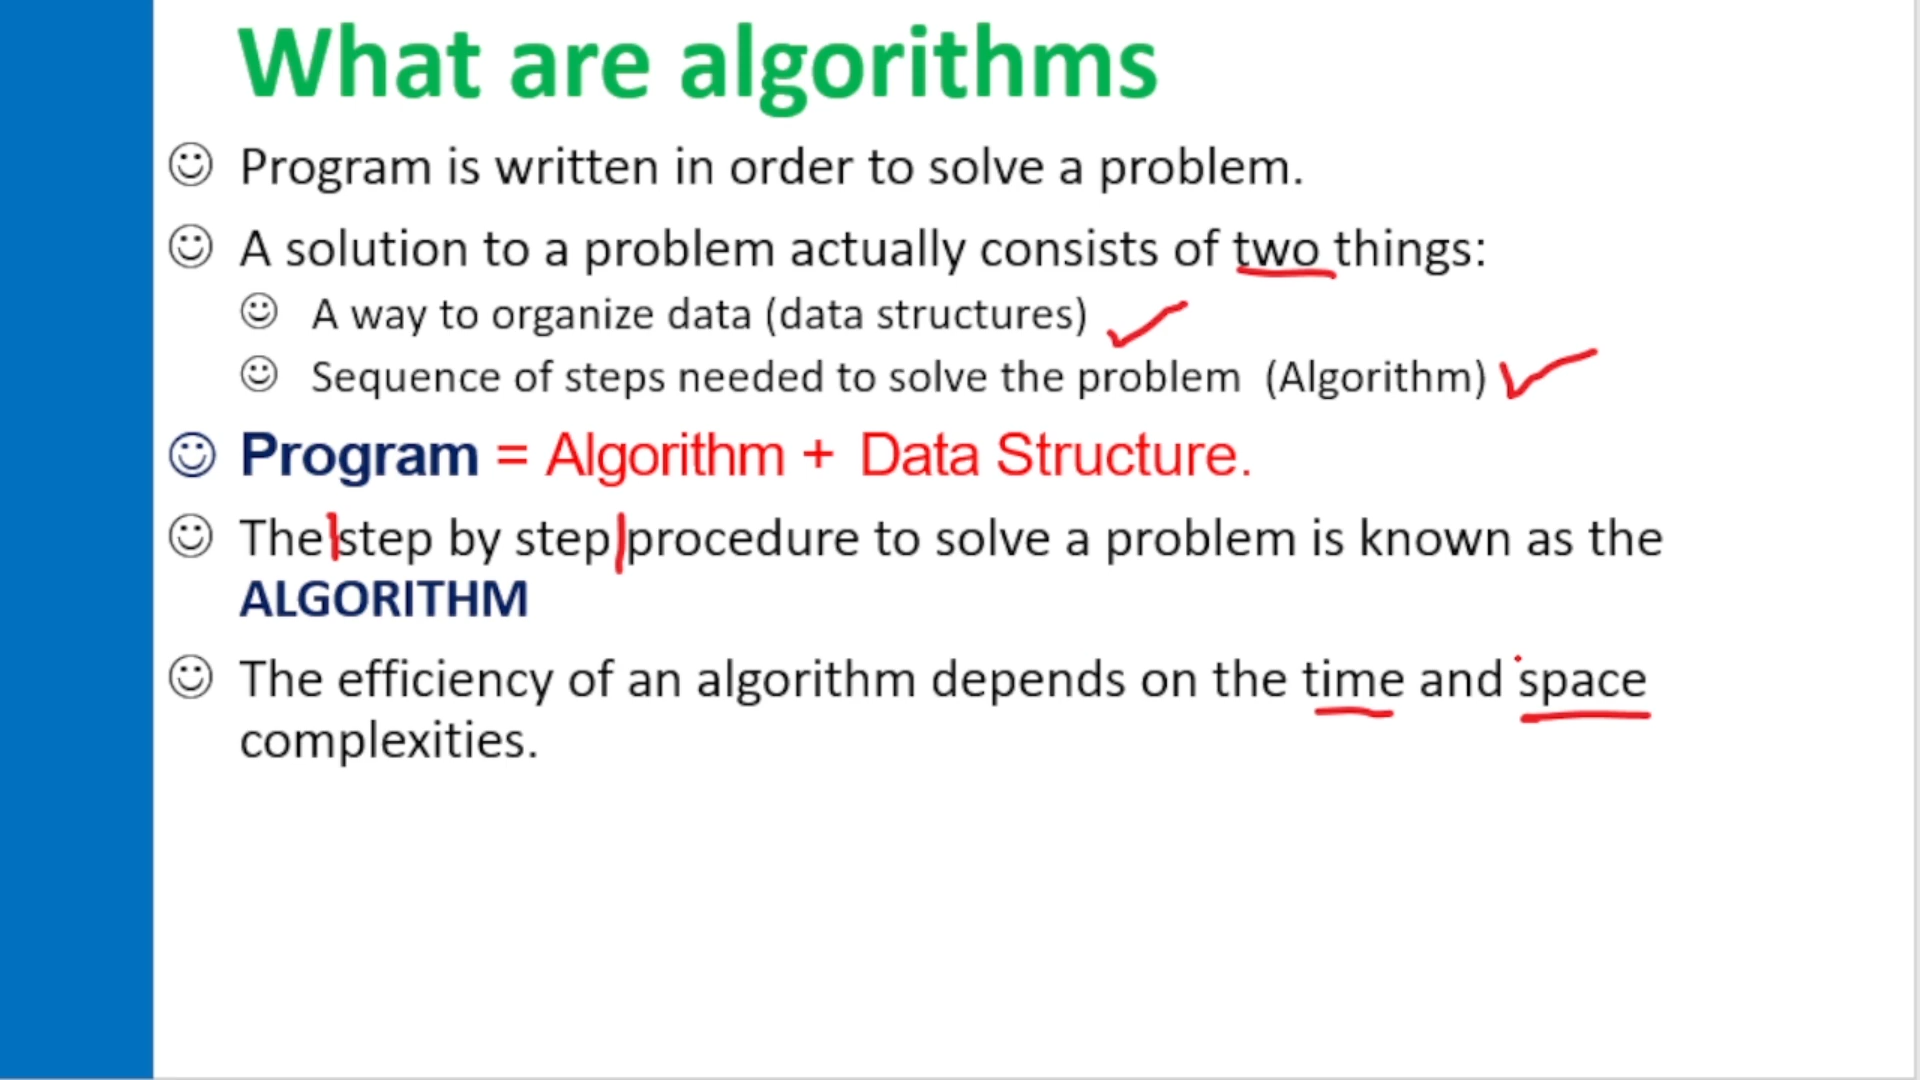 What are algorithms
Program is written in order to solve a problem.
A solution to a problem actually consists of two things:
A way to organize data (data structures)
Sequence of steps needed to solve the problem (Algorithm)
Program = Algorithm + Data Structure.
The step by step procedure to solve a problem is known as the
ALGORITHM
The efficiency of an algorithm depends on the time and space
complexities.